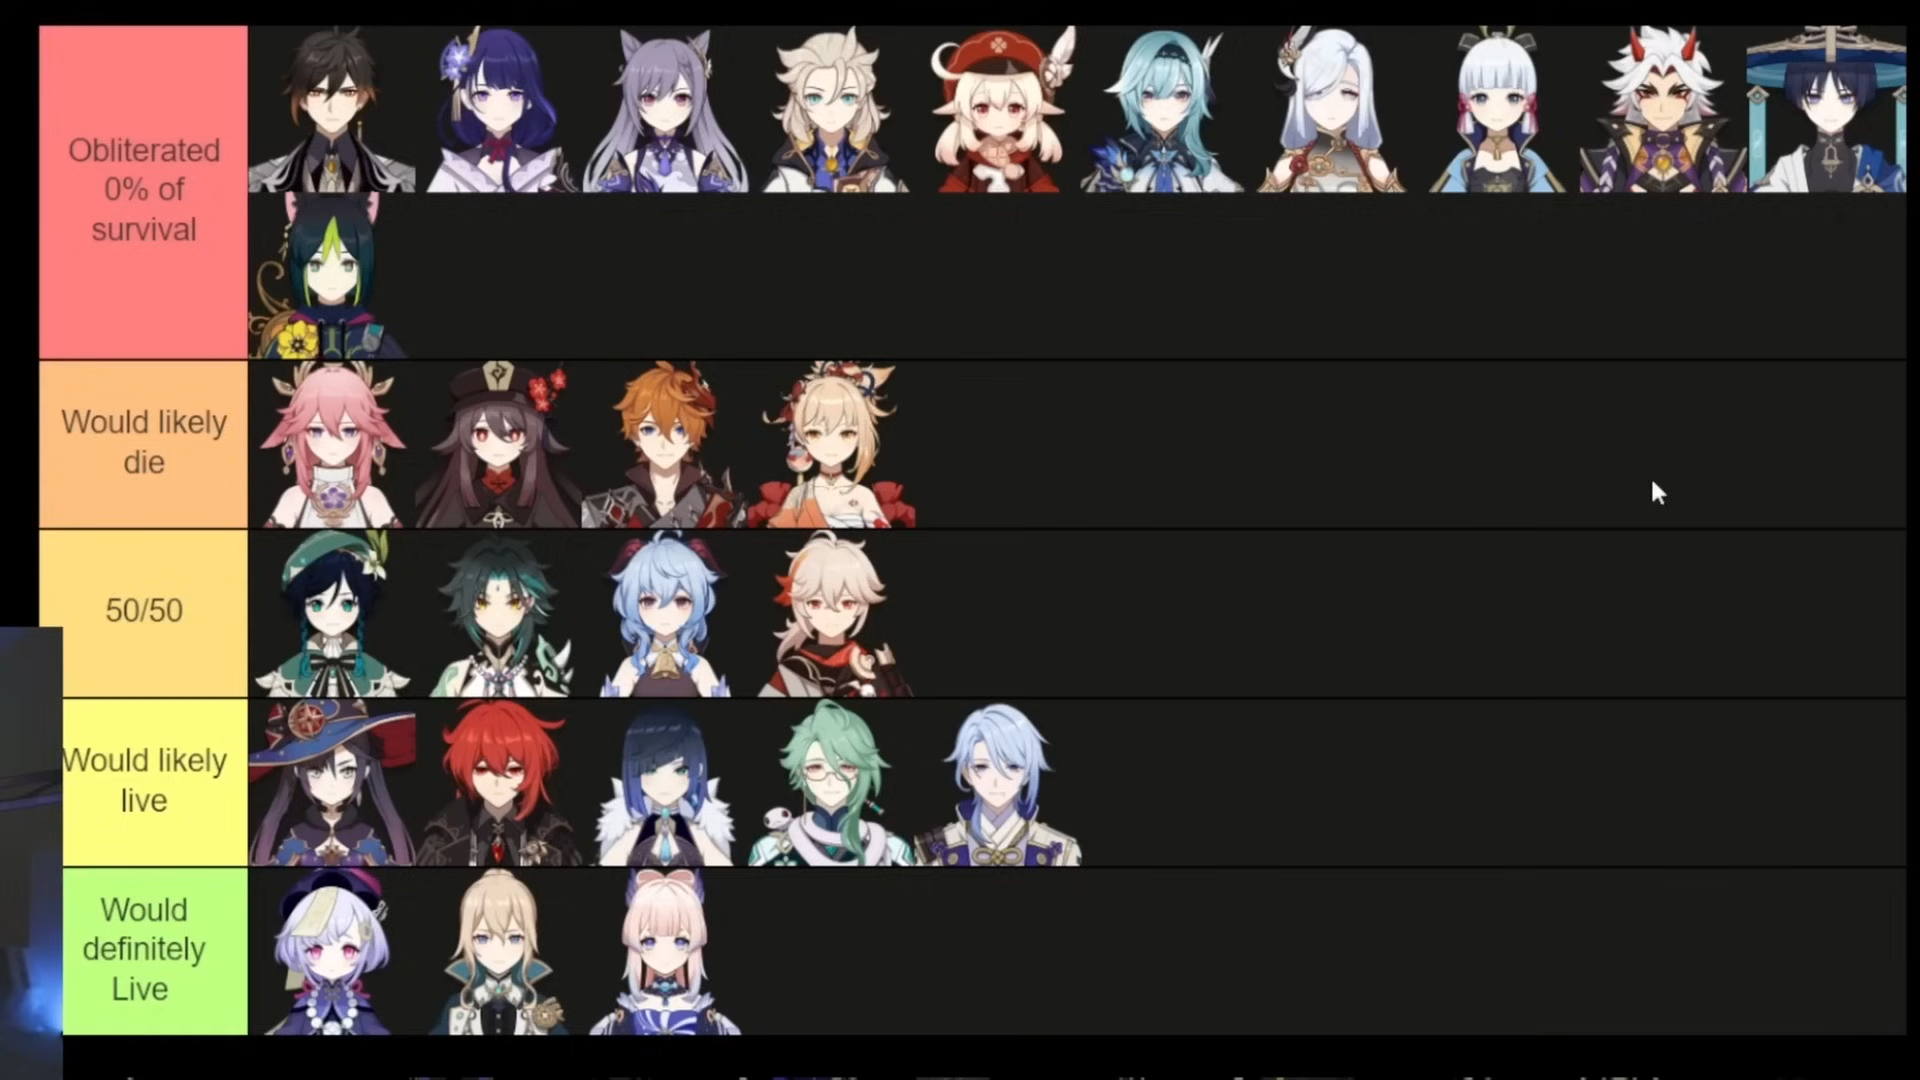 Obliterated
0% of
survival
Would likely
die
50/50
Would likely
live
Would
definitely
Live